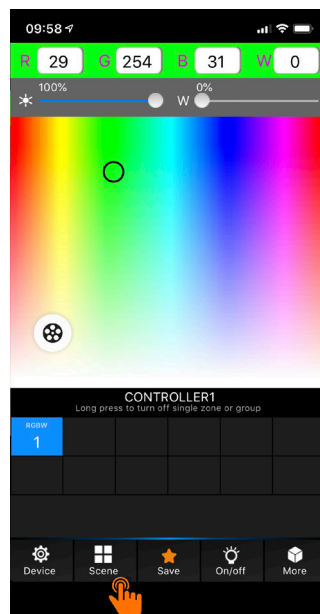 09:58
R 29 G 254 B 31 W 0
100% W 0%
CONTROLLER1
Long press to turn off single zone or group
RGBW
1
Device Scene Save On/off More